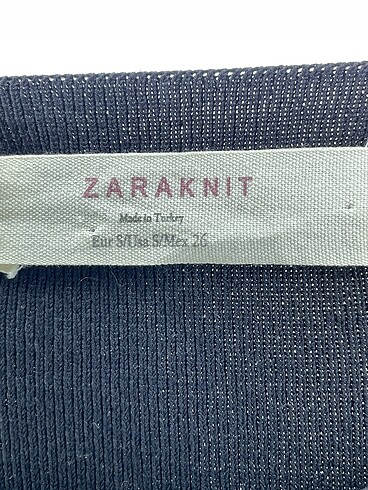 ZARAKNIT
Made in Turkey
Eur S/Usa S/Mex 26